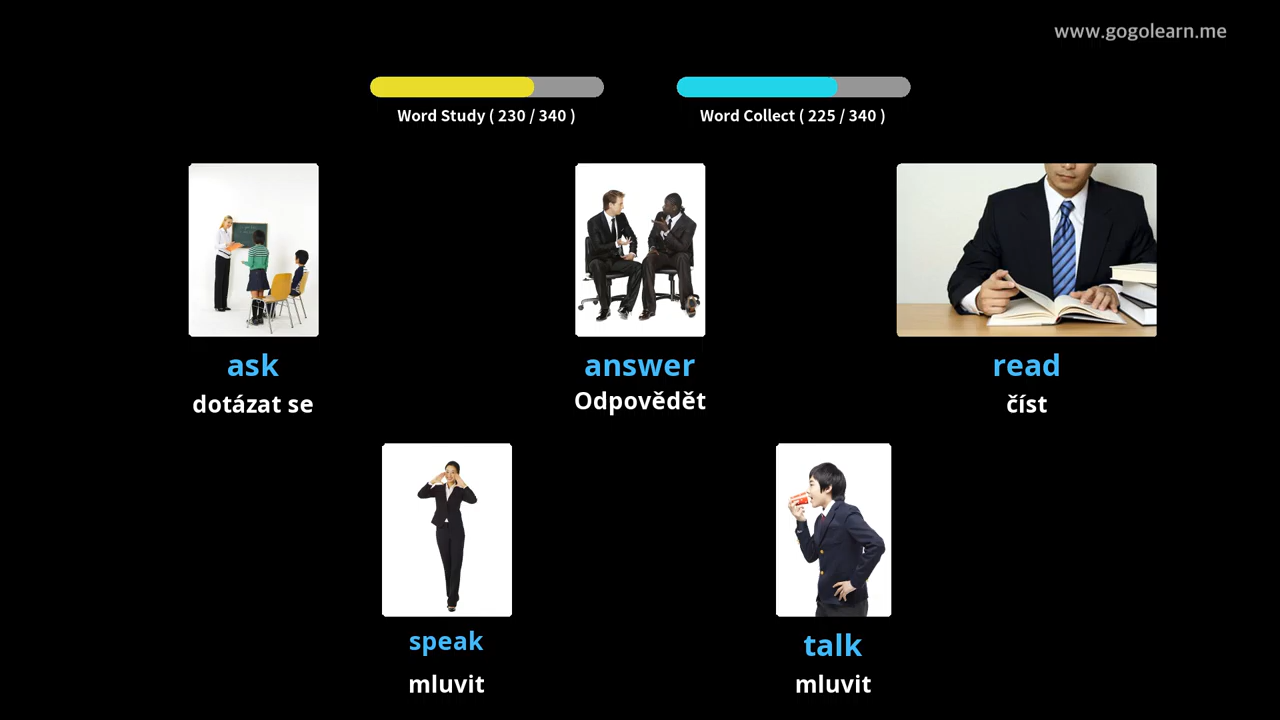 www.gogolearn.me
Word Study ( 230 / 340 )
Word Collect ( 225 / 340 )
ask
answer
read
dotázat se
Odpovědět
číst
speak
talk
mluvit
mluvit